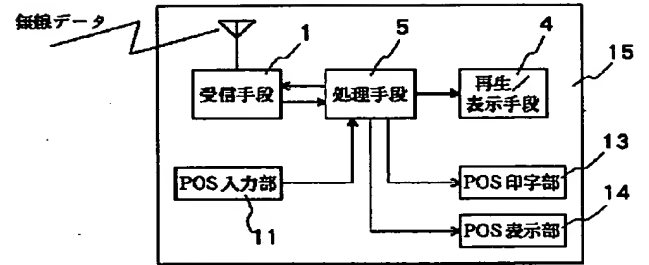 無線データ
1
5
4
15
受信手段
処理手段
再生/
表示手段
13
POS入力部
POS印字部
14
11
POS表示部